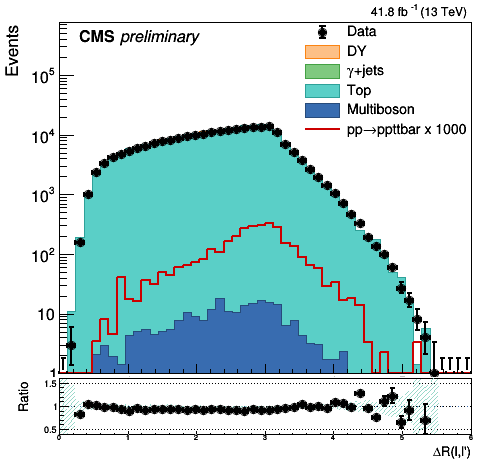 41.8 fb⁻¹ (13 TeV)
CMS preliminary
Events
Data
DY
γ+jets
Top
Multiboson
pp→ppttbar x 1000
10⁵
10⁴
10³
10²
10
1
Ratio
1.5
1
0.5
0 1 2 3 4 5 6
ΔR(l,l')